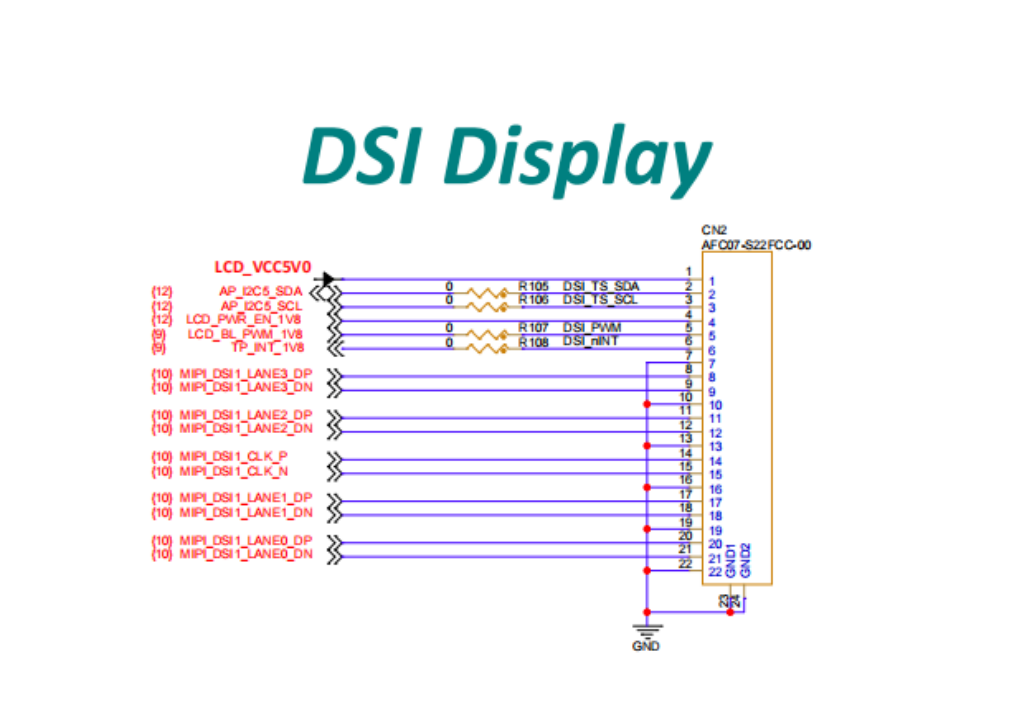 DSI Display
CN2
AFC07-S22FCC-00
LCD_VCC5V0 1 1
{12} AP_I2C5_SDA 0 R105 DSI_TS_SDA 2 2
{12} AP_I2C5_SCL 0 R106 DSI_TS_SCL 3 3
{12} LCD_PWR_EN_1V8 4 4
{9} LCD_BL_PWM_1V8 0 R107 DSI_PWM 5 5
{9} TP_INT_1V8 0 R108 DSI_nINT 6 6
7 7
{10} MIPI_DSI1_LANE3_DP 8 8
{10} MIPI_DSI1_LANE3_DN 9 9
10 10
{10} MIPI_DSI1_LANE2_DP 11 11
{10} MIPI_DSI1_LANE2_DN 12 12
13 13
{10} MIPI_DSI1_CLK_P 14 14
{10} MIPI_DSI1_CLK_N 15 15
16 16
{10} MIPI_DSI1_LANE1_DP 17 17
{10} MIPI_DSI1_LANE1_DN 18 18
19 19
{10} MIPI_DSI1_LANE0_DP 20 20
{10} MIPI_DSI1_LANE0_DN 21 21
22 22
GND1 GND2
23 24
GND